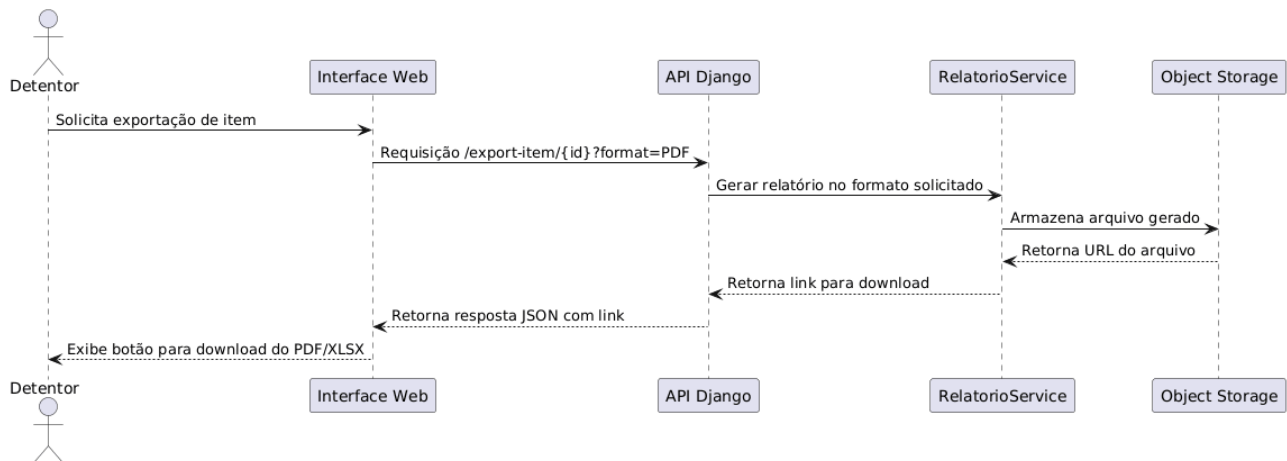 Detentor
Interface Web
API Django
RelatorioService
Object Storage
Solicita exportação de item
Requisição /export-item/{id}?format=PDF
Gerar relatório no formato solicitado
Armazena arquivo gerado
Retorna URL do arquivo
Retorna link para download
Retorna resposta JSON com link
Exibe botão para download do PDF/XLSX
Detentor
Interface Web
API Django
RelatorioService
Object Storage